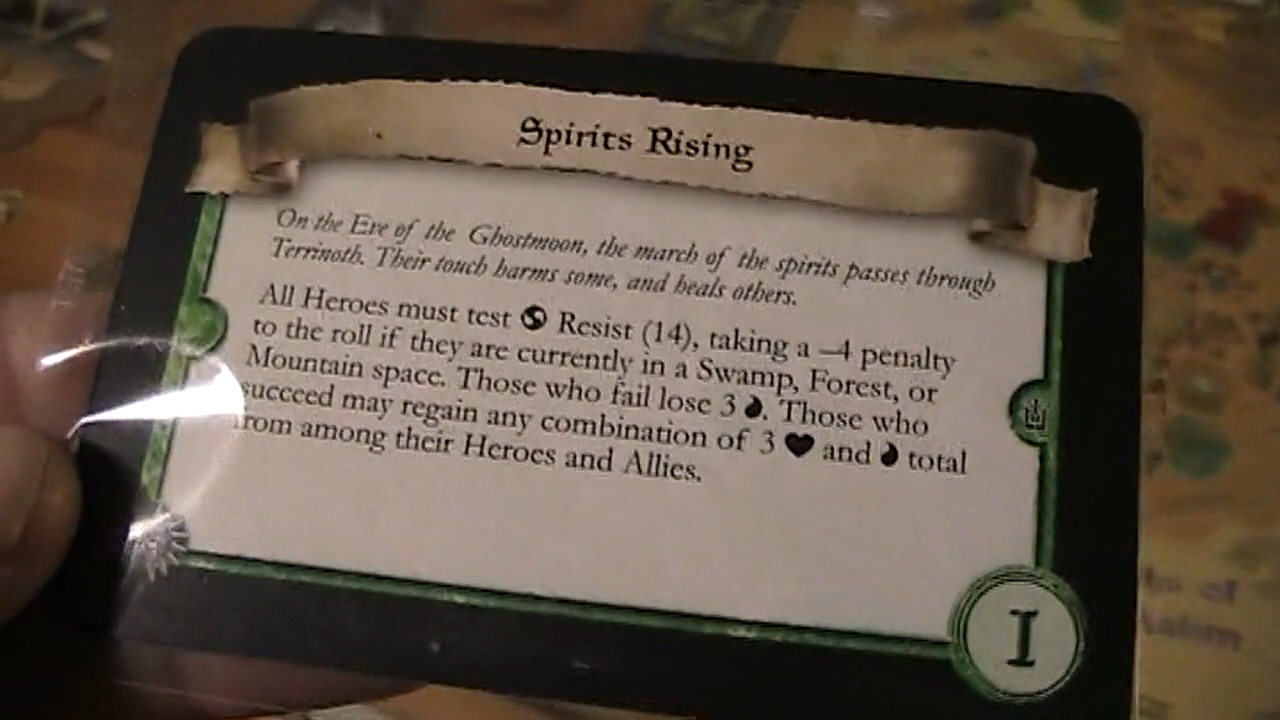 Spirits Rising
On the Eve of the Ghostmoon, the march of the spirits passes through
Terrinoth. Their touch harms some, and heals others.
All Heroes must test Resist (14), taking a –4 penalty
to the roll if they are currently in a Swamp, Forest, or
Mountain space. Those who fail lose 3 . Those who
succeed may regain any combination of 3 and total
from among their Heroes and Allies.
I
of